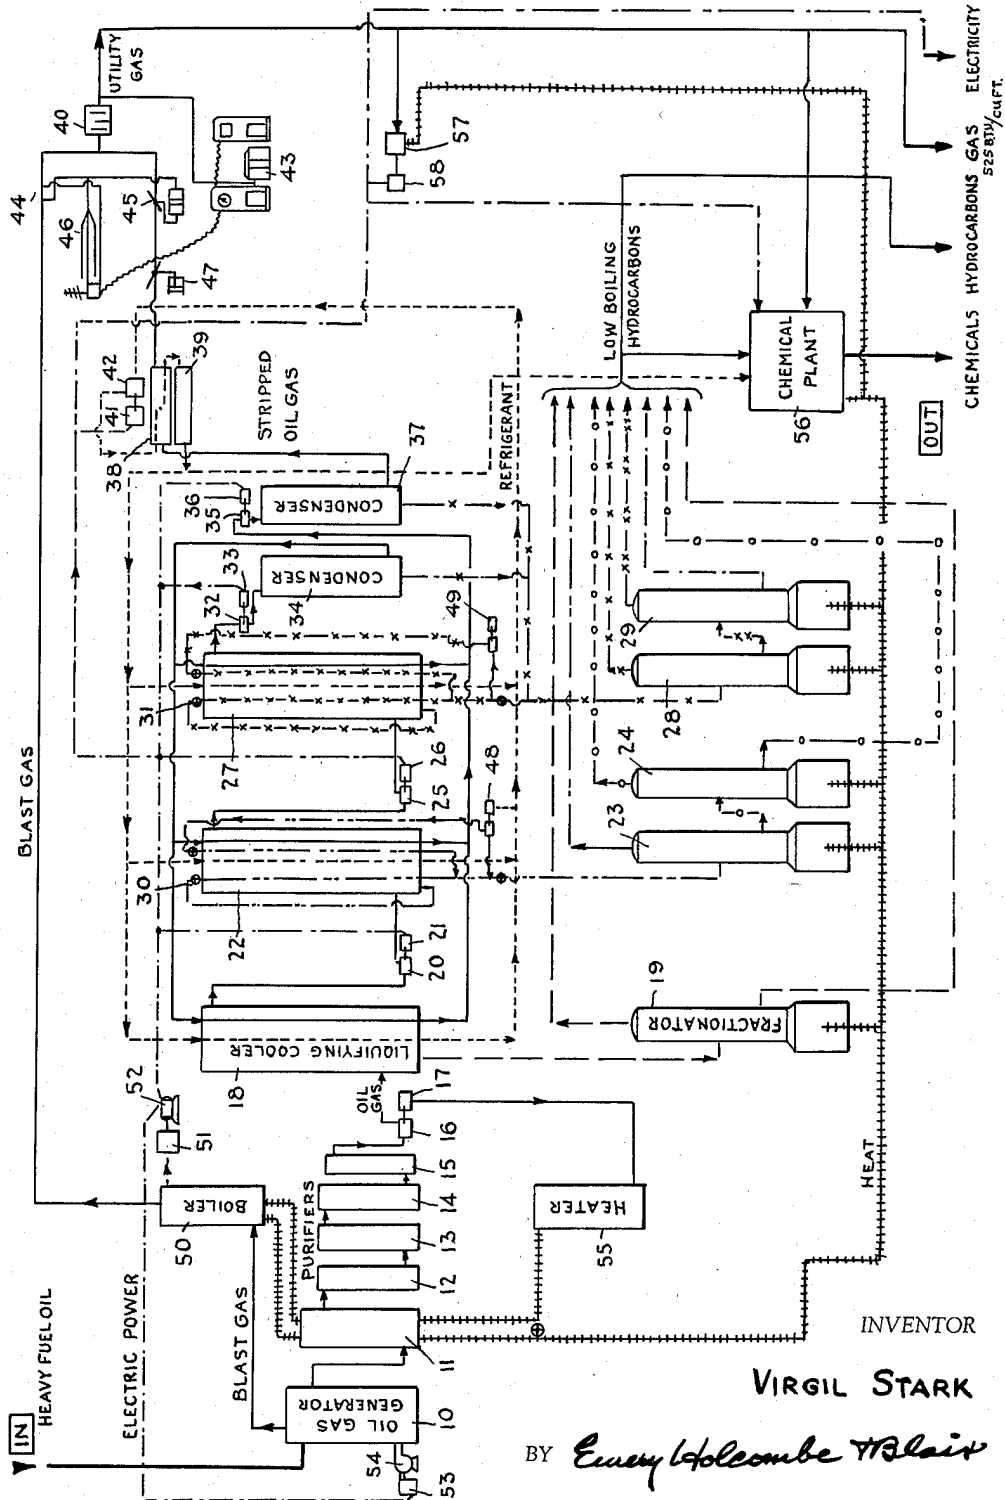 IN
HEAVY FUEL OIL
ELECTRIC POWER
BLAST GAS
BLAST GAS
UTILITY GAS
OIL GAS GENERATOR
10
11
PURIFIERS
12
13
14
15
16
17
OIL GAS
BOILER
50
51
52
53
54
HEATER
55
LIQUIFYING COOLER
18
FRACTIONATOR
19
20
21
22
23
24
25
26
27
28
29
30
31
32
33
CONDENSER
34
35
36
CONDENSER
37
38
39
STRIPPED OIL GAS
40
41
42
43
44
45
46
47
48
49
REFRIGERANT
LOW BOILING HYDROCARBONS
CHEMICAL PLANT
56
57
58
HEAT
OUT
CHEMICALS
HYDROCARBONS
GAS
525 BTU/CU FT.
ELECTRICITY
INVENTOR
VIRGIL STARK
BY Emery Holcombe & Blair